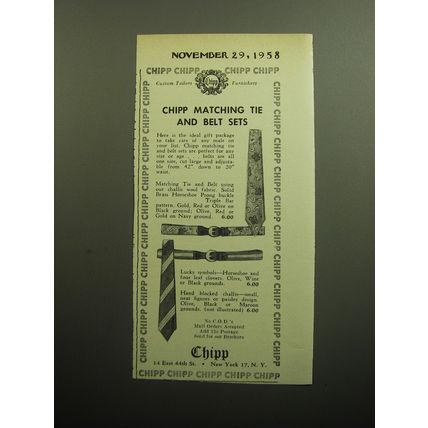 NOVEMBER 29, 1958
CHIPP CHIPP CHIPP CHIPP
Custom Tailors Chipp Furnishers
CHIPP MATCHING TIE
AND BELT SETS
Here is the ideal gift package
to take care of any male on
your list. Chipp matching tie
and belt sets are perfect for any
size or age . . . belts are all
one size, cut large and adjusta-
ble from 42" down to 20"
waist.
Matching Tie and Belt using
our challis wool fabric. Solid
Brass Horseshoe Prong buckle
Triple Bar
pattern. Gold, Red or Olive on
Black ground; Olive, Red or
Gold on Navy ground. 6.00
Lucky symbols—Horseshoe and
four leaf clovers. Olive, Wine
or Black grounds. 6.00
Hand blocked challis—small,
neat figures or paisley design.
Olive, Black or Maroon
grounds. (not illustrated) 6.00
No C.O.D.'s
Mail Orders Accepted
Add 35c Postage
Send for our Brochure
Chipp
14 East 44th St. • New York 17, N. Y.
CHIPP CHIPP CHIPP CHIPP CHIPP